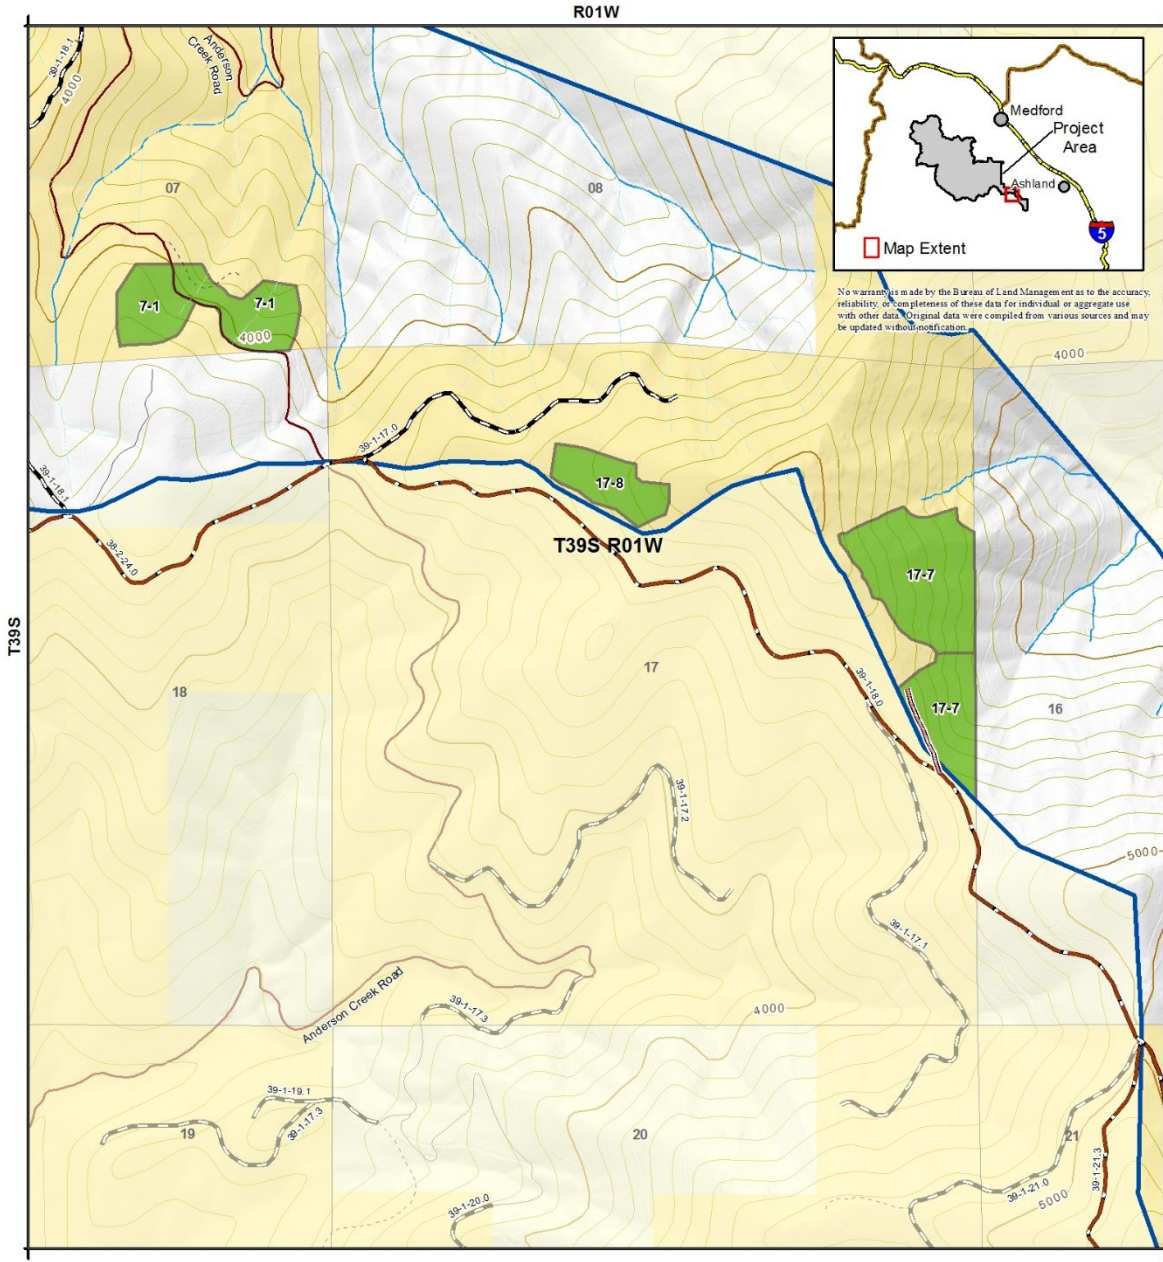 R01W
39-1-18.1
4000
Anderson
Creek Road
Medford
Project
Area
Ashland
5
Map Extent
07
08
No warranty is made by the Bureau of Land Management as to the accuracy,
reliability, or completeness of these data for individual or aggregate use
with other data. Original data were compiled from various sources and may
be updated without notification.
7-1
7-1
4000
4000
39-1-17.0
39-1-18.1
17-8
38-2-24.0
T39S R01W
17-7
T39S
18
17
39-1-18.0
17-7
16
39-1-17.2
5000
39-1-17.1
Anderson Creek Road
39-1-17.3
4000
39-1-19.1
39-1-17.3
19
20
21
39-1-20.0
39-1-21.0
5000
39-1-21.3